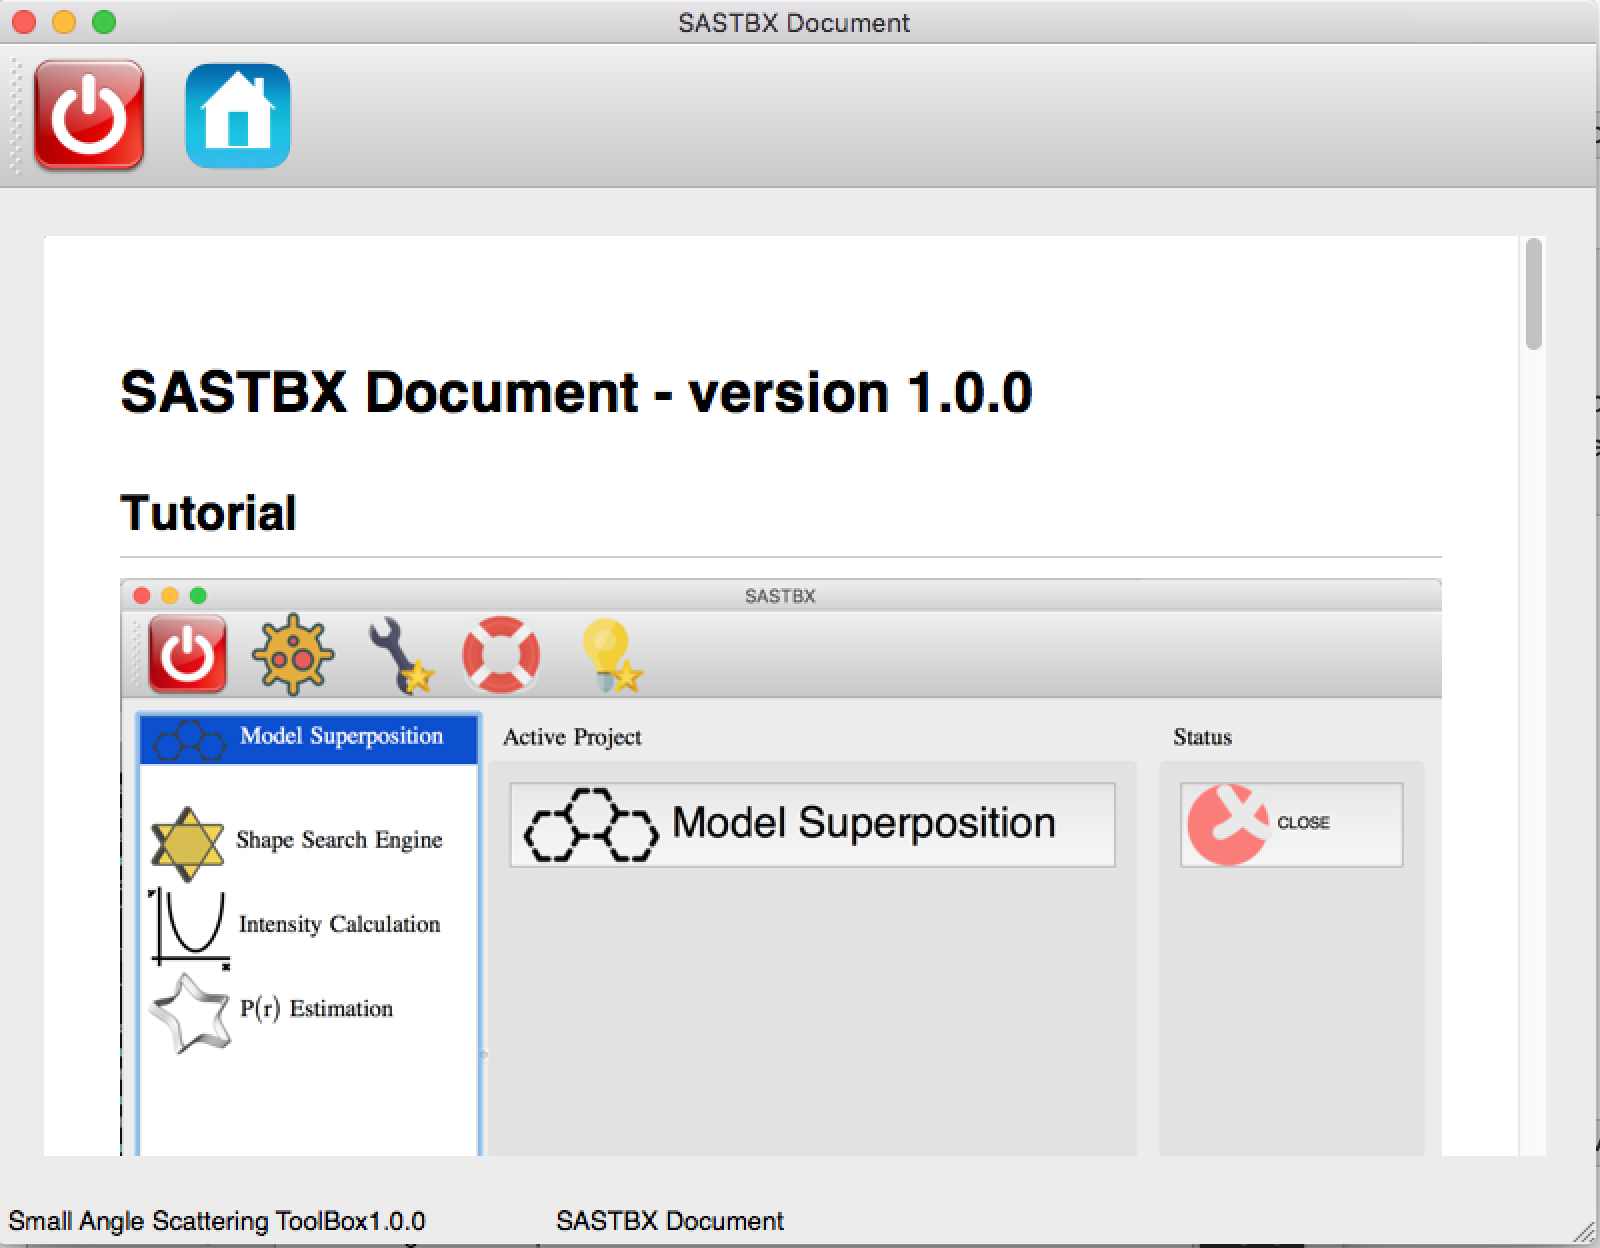 SASTBX Document
SASTBX Document - version 1.0.0
Tutorial
SASTBX
Model Superposition
Active Project
Status
Model Superposition
CLOSE
Shape Search Engine
Intensity Calculation
P(r) Estimation
Small Angle Scattering ToolBox1.0.0
SASTBX Document